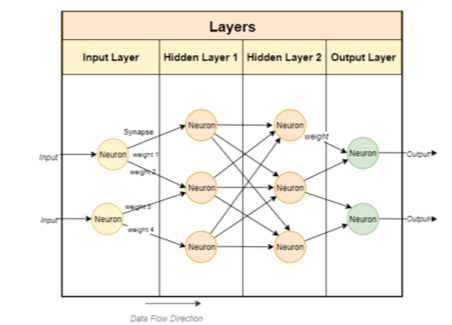 Layers
Input Layer
Hidden Layer 1
Hidden Layer 2
Output Layer
Synapse
Neuron
Neuron
weight
Input
Neuron
weight 1
Neuron
Output
weight 2
Neuron
Neuron
weight 3
Input
Neuron
Neuron
Output
weight 4
Neuron
Neuron
Data Flow Direction